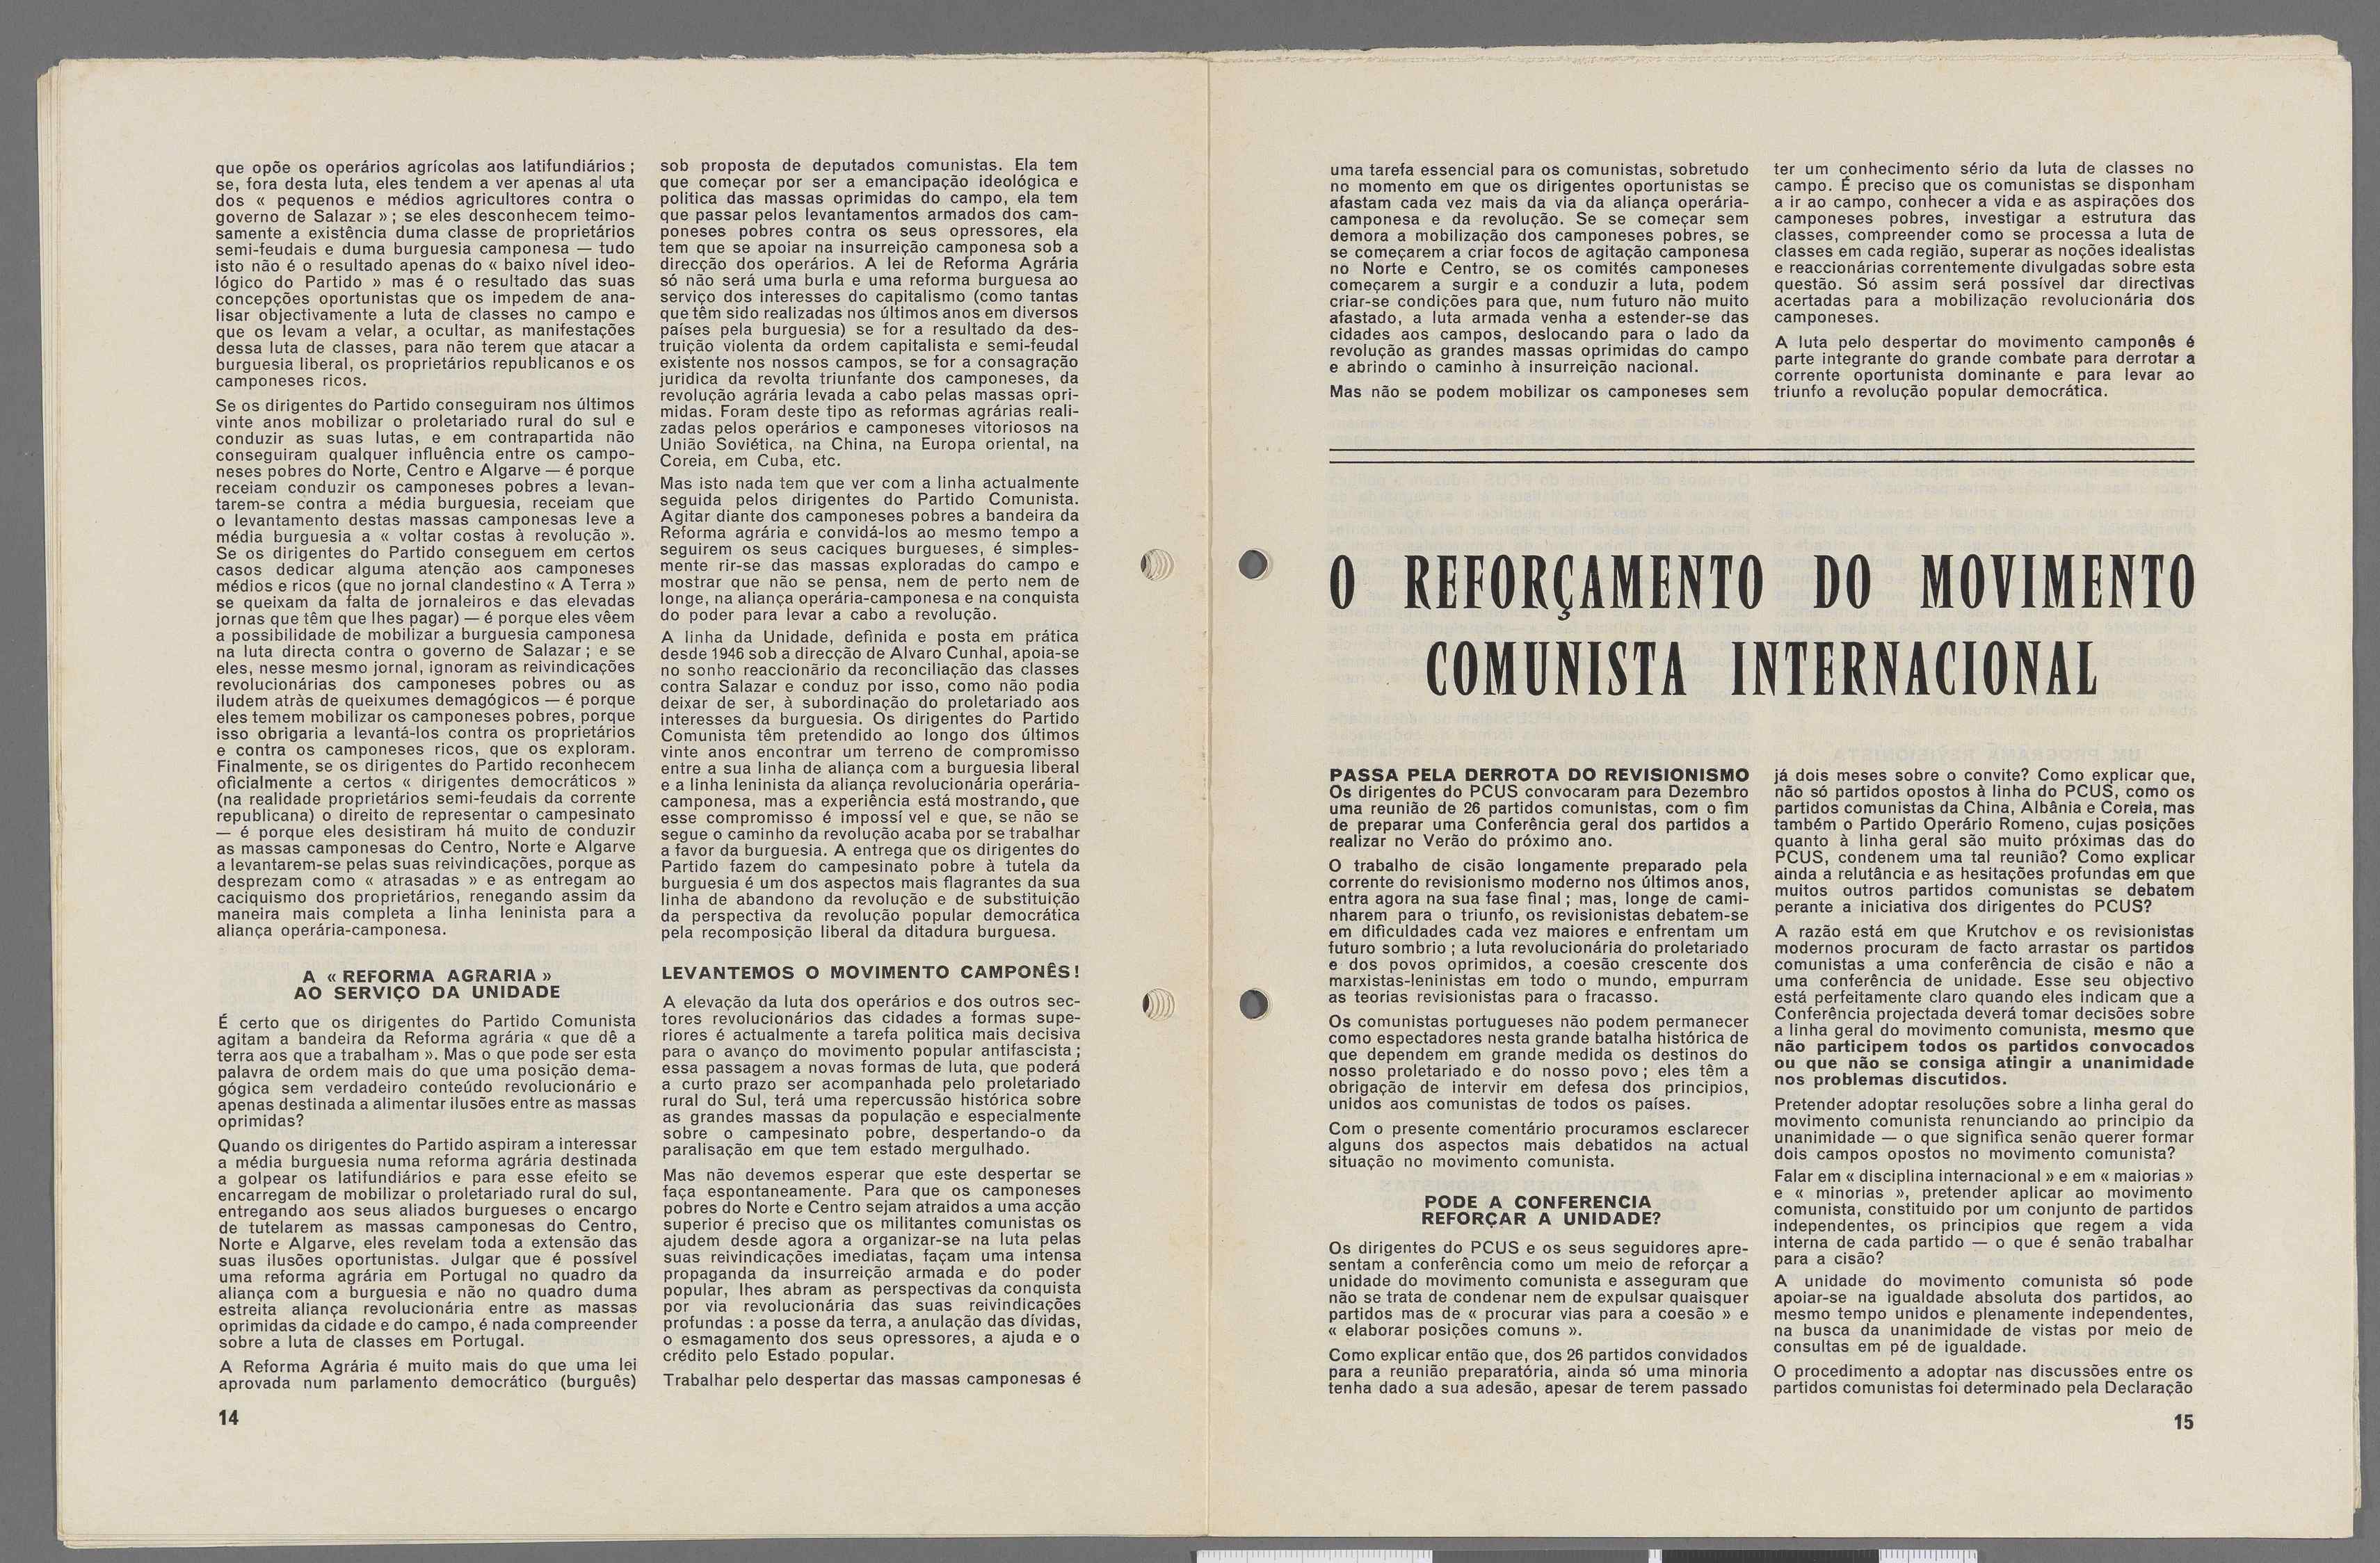 que opõe os operários agrícolas aos latifundiários ;
se, fora desta luta, eles tendem a ver apenas al uta
dos « pequenos e médios agricultores contra o
governo de Salazar » ; se eles desconhecem teimo-
samente a existência duma classe de proprietários
semi-feudais e duma burguesia camponesa — tudo
isto não é o resultado apenas do « baixo nível ideo-
lógico do Partido » mas é o resultado das suas
concepções oportunistas que os impedem de ana-
lisar objectivamente a luta de classes no campo e
que os levam a velar, a ocultar, as manifestações
dessa luta de classes, para não terem que atacar a
burguesia liberal, os proprietários republicanos e os
camponeses ricos.
Se os dirigentes do Partido conseguiram nos últimos
vinte anos mobilizar o proletariado rural do sul e
conduzir as suas lutas, e em contrapartida não
conseguiram qualquer influência entre os campo-
neses pobres do Norte, Centro e Algarve — é porque
receiam conduzir os camponeses pobres a levan-
tarem-se contra a média burguesia, receiam que
o levantamento destas massas camponesas leve a
média burguesia a « voltar costas à revolução ».
Se os dirigentes do Partido conseguem em certos
casos dedicar alguma atenção aos camponeses
médios e ricos (que no jornal clandestino « A Terra »
se queixam da falta de jornaleiros e das elevadas
jornas que têm que lhes pagar) — é porque eles vêem
a possibilidade de mobilizar a burguesia camponesa
na luta directa contra o governo de Salazar ; e se
eles, nesse mesmo jornal, ignoram as reivindicações
revolucionárias dos camponeses pobres ou as
iludem atràs de queixumes demagógicos — é porque
eles temem mobilizar os camponeses pobres, porque
isso obrigaria a levantá-los contra os proprietários
e contra os camponeses ricos, que os exploram.
Finalmente, se os dirigentes do Partido reconhecem
oficialmente a certos « dirigentes democráticos »
(na realidade proprietários semi-feudais da corrente
republicana) o direito de representar o campesinato
— é porque eles desistiram há muito de conduzir
as massas camponesas do Centro, Norte e Algarve
a levantarem-se pelas suas reivindicações, porque as
desprezam como « atrasadas » e as entregam ao
caciquismo dos proprietários, renegando assim da
maneira mais completa a linha leninista para a
aliança operária-camponesa.
A « REFORMA AGRARIA »
AO SERVIÇO DA UNIDADE
É certo que os dirigentes do Partido Comunista
agitam a bandeira da Reforma agrária « que dê a
terra aos que a trabalham ». Mas o que pode ser esta
palavra de ordem mais do que uma posição dema-
gógica sem verdadeiro conteúdo revolucionário e
apenas destinada a alimentar ilusões entre as massas
oprimidas?
Quando os dirigentes do Partido aspiram a interessar
a média burguesia numa reforma agrária destinada
a golpear os latifundiários e para esse efeito se
encarregam de mobilizar o proletariado rural do sul,
entregando aos seus aliados burgueses o encargo
de tutelarem as massas camponesas do Centro,
Norte e Algarve, eles revelam toda a extensão das
suas ilusões oportunistas. Julgar que é possível
uma reforma agrária em Portugal no quadro da
aliança com a burguesia e não no quadro duma
estreita aliança revolucionária entre as massas
oprimidas da cidade e do campo, é nada compreender
sobre a luta de classes em Portugal.
A Reforma Agrária é muito mais do que uma lei
aprovada num parlamento democrático (burguês)
14
sob proposta de deputados comunistas. Ela tem
que começar por ser a emancipação ideológica e
politica das massas oprimidas do campo, ela tem
que passar pelos levantamentos armados dos cam-
poneses pobres contra os seus opressores, ela
tem que se apoiar na insurreição camponesa sob a
direcção dos operários. A lei de Reforma Agrária
só não será uma burla e uma reforma burguesa ao
serviço dos interesses do capitalismo (como tantas
que têm sido realizadas nos últimos anos em diversos
países pela burguesia) se for a resultado da des-
truição violenta da ordem capitalista e semi-feudal
existente nos nossos campos, se for a consagração
juridica da revolta triunfante dos camponeses, da
revolução agrária levada a cabo pelas massas opri-
midas. Foram deste tipo as reformas agrárias reali-
zadas pelos operários e camponeses vitoriosos na
União Soviética, na China, na Europa oriental, na
Coreia, em Cuba, etc.
Mas isto nada tem que ver com a linha actualmente
seguida pelos dirigentes do Partido Comunista.
Agitar diante dos camponeses pobres a bandeira da
Reforma agrária e convidá-los ao mesmo tempo a
seguirem os seus caciques burgueses, é simples-
mente rir-se das massas exploradas do campo e
mostrar que não se pensa, nem de perto nem de
longe, na aliança operária-camponesa e na conquista
do poder para levar a cabo a revolução.
A linha da Unidade, definida e posta em prática
desde 1946 sob a direcção de Alvaro Cunhal, apoia-se
no sonho reaccionãrio da reconciliação das classes
contra Salazar e conduz por isso, como não podia
deixar de ser, à subordinação do proletariado aos
interesses da burguesia. Os dirigentes do Partido
Comunista têm pretendido ao longo dos últimos
vinte anos encontrar um terreno de compromisso
entre a sua linha de aliança com a burguesia liberal
e a linha leninista da aliança revolucionária operária-
camponesa, mas a experiência está mostrando, que
esse compromisso é impossí vel e que, se não se
segue o caminho da revolução acaba por se trabalhar
a favor da burguesia. A entrega que os dirigentes do
Partido fazem do campesinato pobre à tutela da
burguesia é um dos aspectos mais flagrantes da sua
linha de abandono da revolução e de substituição
da perspectiva da revolução popular democrática
pela recomposição liberal da ditadura burguesa.
LEVANTEMOS O MOVIMENTO CAMPONÊS!
A elevação da luta dos operários e dos outros sec-
tores revolucionários das cidades a formas supe-
riores é actualmente a tarefa politica mais decisiva
para o avanço do movimento popular antifascista ;
essa passagem a novas formas de luta, que poderá
a curto prazo ser acompanhada pelo proletariado
rural do Sul, terá uma repercussão histórica sobre
as grandes massas da população e especialmente
sobre o campesinato pobre, despertando-o da
paralisação em que tem estado mergulhado.
Mas não devemos esperar que este despertar se
faça espontaneamente. Para que os camponeses
pobres do Norte e Centro sejam atraidos a uma acção
superior é preciso que os militantes comunistas os
ajudem desde agora a organizar-se na luta pelas
suas reivindicações imediatas, façam uma intensa
propaganda da insurreição armada e do poder
popular, lhes abram as perspectivas da conquista
por via revolucionária das suas reivindicações
profundas : a posse da terra, a anulação das dívidas,
o esmagamento dos seus opressores, a ajuda e o
crédito pelo Estado popular.
Trabalhar pelo despertar das massas camponesas é
uma tarefa essencial para os comunistas, sobretudo
no momento em que os dirigentes oportunistas se
afastam cada vez mais da via da aliança operária-
camponesa e da revolução. Se se começar sem
demora a mobilização dos camponeses pobres, se
se começarem a criar focos de agitação camponesa
no Norte e Centro, se os comités camponeses
começarem a surgir e a conduzir a luta, podem
criar-se condições para que, num futuro não muito
afastado, a luta armada venha a estender-se das
cidades aos campos, deslocando para o lado da
revolução as grandes massas oprimidas do campo
e abrindo o caminho à insurreição nacional.
Mas não se podem mobilizar os camponeses sem
ter um conhecimento sério da luta de classes no
campo. É preciso que os comunistas se disponham
a ir ao campo, conhecer a vida e as aspirações dos
camponeses pobres, investigar a estrutura das
classes, compreender como se processa a luta de
classes em cada região, superar as noções idealistas
e reaccionárias correntemente divulgadas sobre esta
questão. Só assim será possível dar directivas
acertadas para a mobilização revolucionária dos
camponeses.
A luta pelo despertar do movimento camponês é
parte integrante do grande combate para derrotar a
corrente oportunista dominante e para levar ao
triunfo a revolução popular democrática.
O REFORÇAMENTO DO MOVIMENTO
COMUNISTA INTERNACIONAL
PASSA PELA DERROTA DO REVISIONISMO
Os dirigentes do PCUS convocaram para Dezembro
uma reunião de 26 partidos comunistas, com o fim
de preparar uma Conferência geral dos partidos a
realizar no Verão do próximo ano.
O trabalho de cisão longamente preparado pela
corrente do revisionismo moderno nos últimos anos,
entra agora na sua fase final ; mas, longe de cami-
nharem para o triunfo, os revisionistas debatem-se
em dificuldades cada vez maiores e enfrentam um
futuro sombrio ; a luta revolucionária do proletariado
e dos povos oprimidos, a coesão crescente dos
marxistas-leninistas em todo o mundo, empurram
as teorias revisionistas para o fracasso.
Os comunistas portugueses não podem permanecer
como espectadores nesta grande batalha histórica de
que dependem em grande medida os destinos do
nosso proletariado e do nosso povo ; eles têm a
obrigação de intervir em defesa dos principios,
unidos aos comunistas de todos os países.
Com o presente comentário procuramos esclarecer
alguns dos aspectos mais debatidos na actual
situação no movimento comunista.
PODE A CONFERENCIA
REFORÇAR A UNIDADE?
Os dirigentes do PCUS e os seus seguidores apre-
sentam a conferência como um meio de reforçar a
unidade do movimento comunista e asseguram que
não se trata de condenar nem de expulsar quaisquer
partidos mas de « procurar vias para a coesão » e
« elaborar posições comuns ».
Como explicar então que, dos 26 partidos convidados
para a reunião preparatória, ainda só uma minoria
tenha dado a sua adesão, apesar de terem passado
já dois meses sobre o convite? Como explicar que,
não só partidos opostos à linha do PCUS, como os
partidos comunistas da China, Albânia e Coreia, mas
também o Partido Operário Romeno, cujas posições
quanto à linha geral são muito próximas das do
PCUS, condenem uma tal reunião? Como explicar
ainda a relutância e as hesitações profundas em que
muitos outros partidos comunistas se debatem
perante a iniciativa dos dirigentes do PCUS?
A razão está em que Krutchov e os revisionistas
modernos procuram de facto arrastar os partidos
comunistas a uma conferência de cisão e não a
uma conferência de unidade. Esse seu objectivo
está perfeitamente claro quando eles indicam que a
Conferência projectada deverá tomar decisões sobre
a linha geral do movimento comunista, mesmo que
não participem todos os partidos convocados
ou que não se consiga atingir a unanimidade
nos problemas discutidos.
Pretender adoptar resoluções sobre a linha geral do
movimento comunista renunciando ao principio da
unanimidade — o que significa senão querer formar
dois campos opostos no movimento comunista?
Falar em « disciplina internacional » e em « maiorias »
e « minorias », pretender aplicar ao movimento
comunista, constituido por um conjunto de partidos
independentes, os principios que regem a vida
interna de cada partido — o que é senão trabalhar
para a cisão?
A unidade do movimento comunista só pode
apoiar-se na igualdade absoluta dos partidos, ao
mesmo tempo unidos e plenamente independentes,
na busca da unanimidade de vistas por meio de
consultas em pé de igualdade.
O procedimento a adoptar nas discussões entre os
partidos comunistas foi determinado pela Declaração
15